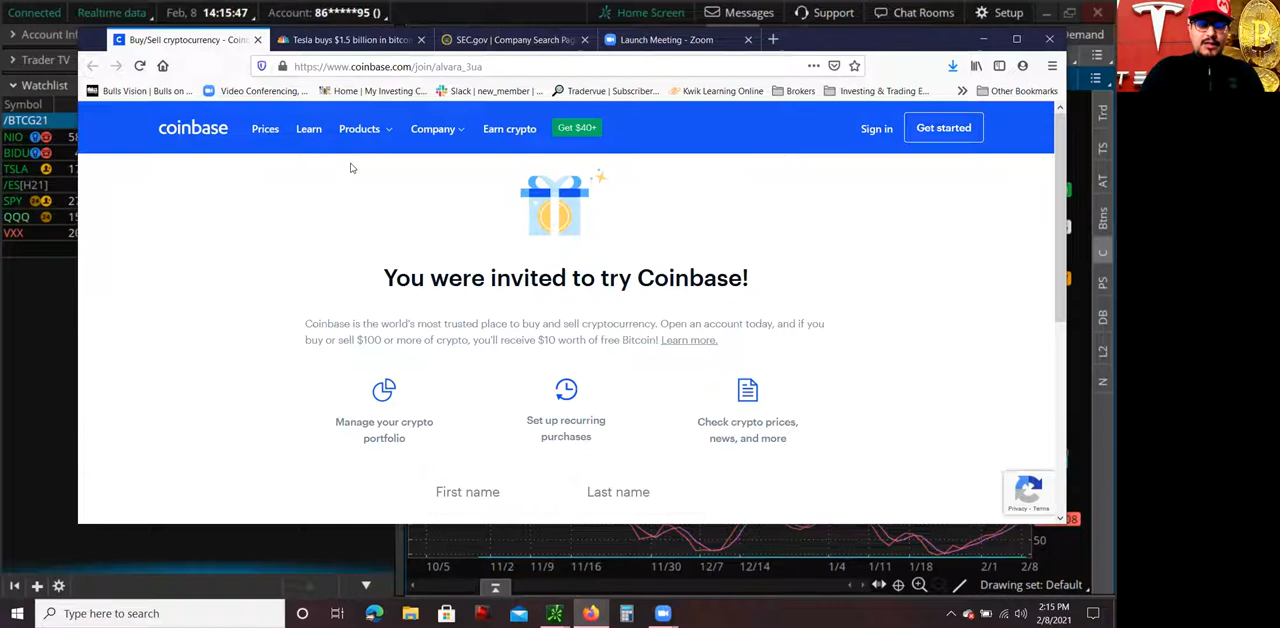 Connected Realtime data Feb, 8 14:15:47 Account: 86*****95 () Home Screen Messages Support Chat Rooms Setup
Account Inf
Trader TV
Watchlist
Symbol
/BTCG21
NIO
BIDU
TSLA
/ES[H21]
SPY
QQQ
VXX
Buy/Sell cryptocurrency - Coin Tesla buys $1.5 billion in bitco SEC.gov | Company Search Pag Launch Meeting - Zoom
Demand
https://www.coinbase.com/join/alvara_3ua
Bulls Vision | Bulls on ... Video Conferencing, ... Home | My Investing C... Slack | new_member | ... Tradervue | Subscriber... Kwik Learning Online Brokers Investing & Trading E... Other Bookmarks
coinbase Prices Learn Products Company Earn crypto Get $40+ Sign in Get started
You were invited to try Coinbase!
Coinbase is the world's most trusted place to buy and sell cryptocurrency. Open an account today, and if you
buy or sell $100 or more of crypto, you'll receive $10 worth of free Bitcoin! Learn more.
Manage your crypto
portfolio
Set up recurring
purchases
Check crypto prices,
news, and more
First name Last name
Privacy - Terms
Trd
TS
AT
Btns
C
PS
DB
L2
N
50
10/5 11/2 11/9 11/16 11/30 12/7 12/14 1/4 1/11 1/18 2/1 2/8
Drawing set: Default
Type here to search
2:15 PM
2/8/2021